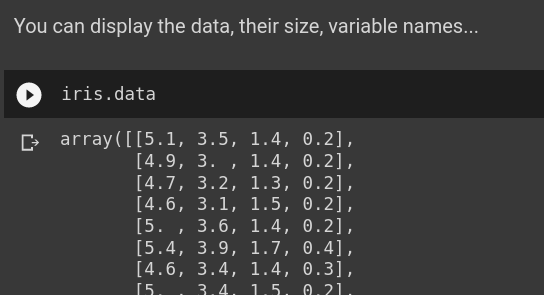 You can display the data, their size, variable names...
iris.data
array([[5.1, 3.5, 1.4, 0.2],
[4.9, 3. , 1.4, 0.2],
[4.7, 3.2, 1.3, 0.2],
[4.6, 3.1, 1.5, 0.2],
[5. , 3.6, 1.4, 0.2],
[5.4, 3.9, 1.7, 0.4],
[4.6, 3.4, 1.4, 0.3],
[5. , 3.4, 1.5, 0.2],